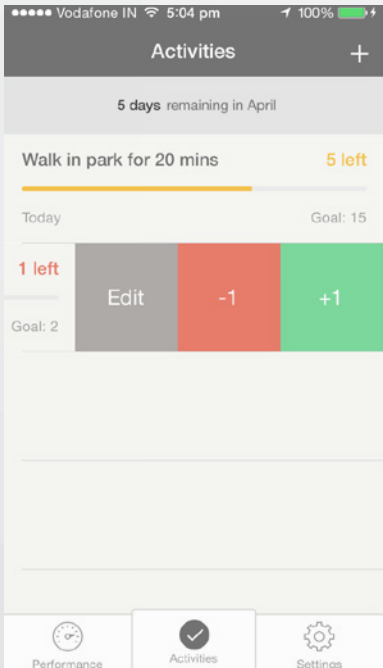 Vodafone IN 5:04 pm 100%
Activities +
5 days remaining in April
Walk in park for 20 mins 5 left
Today Goal: 15
1 left
Edit -1 +1
Goal: 2
Performance Activities Settings